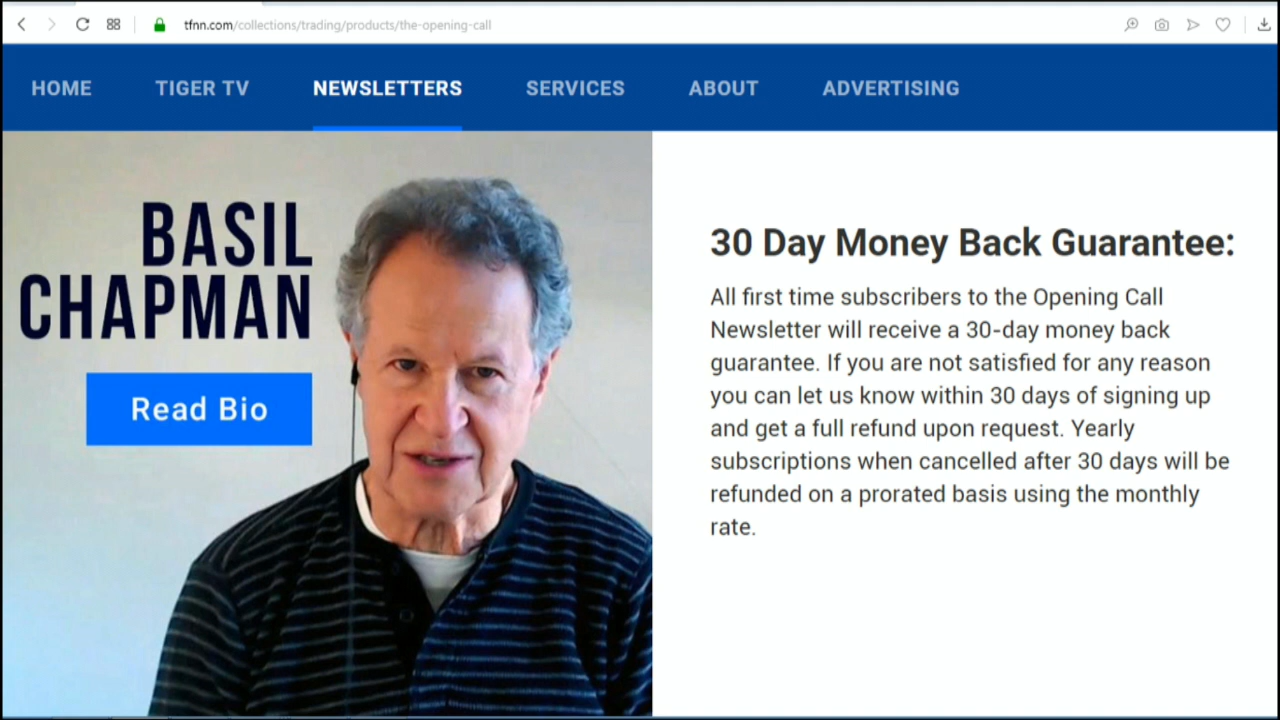 tfnn.com/collections/trading/products/the-opening-call
HOME TIGER TV NEWSLETTERS SERVICES ABOUT ADVERTISING
BASIL
CHAPMAN
Read Bio
30 Day Money Back Guarantee:
All first time subscribers to the Opening Call
Newsletter will receive a 30-day money back
guarantee. If you are not satisfied for any reason
you can let us know within 30 days of signing up
and get a full refund upon request. Yearly
subscriptions when cancelled after 30 days will be
refunded on a prorated basis using the monthly
rate.